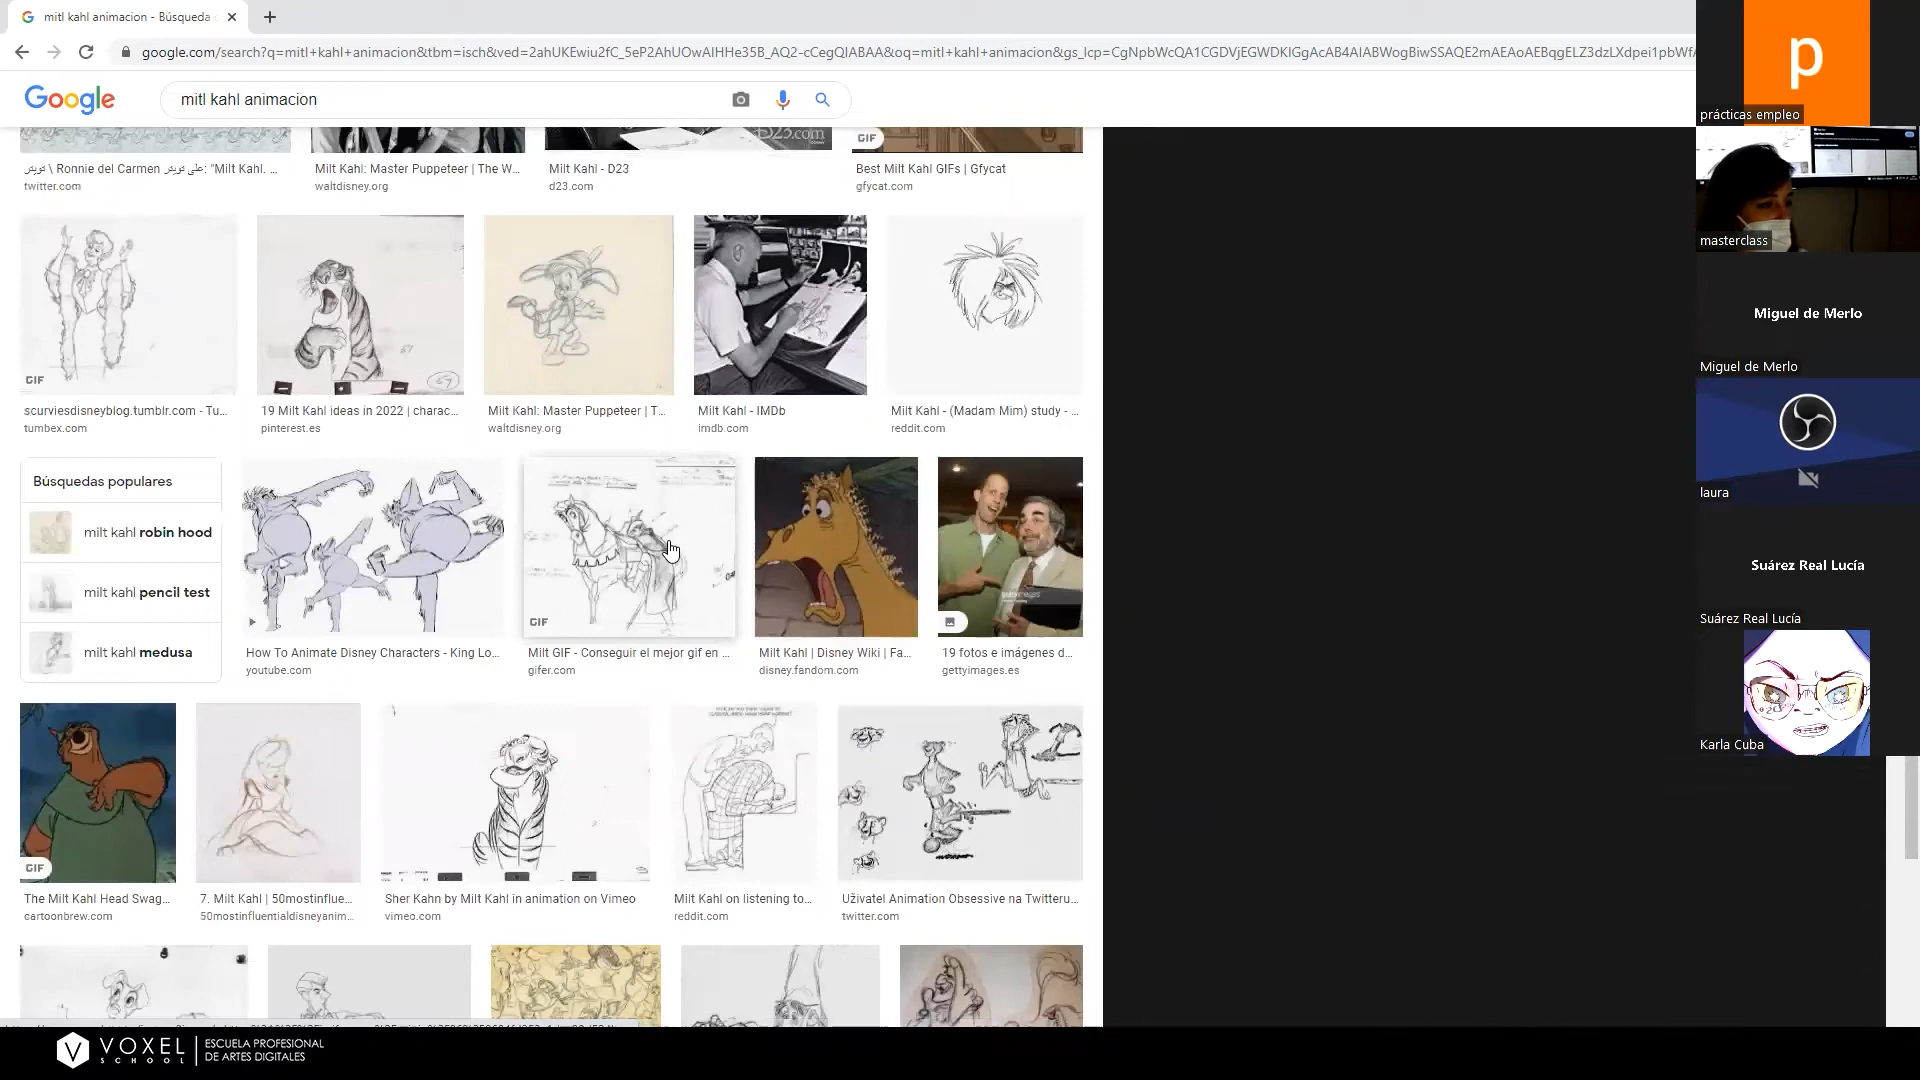 mitl kahl animacion - Búsqueda
google.com/search?q=mitl+kahl+animacion&tbm=isch&ved=2ahUKEwiu2fC_5eP2AhUOwAIHHe35B_AQ2-cCegQIABAA&oq=mitl+kahl+animacion&gs_lcp=
Google
mitl kahl animacion
D23.com
GIF
تويتر \ Ronnie del Carmen على تويتر: "Milt Kahl. ...
twitter.com
Milt Kahl: Master Puppeteer | The W...
waltdisney.org
Milt Kahl - D23
d23.com
Best Milt Kahl GIFs | Gfycat
gfycat.com
GIF
scurviesdisneyblog.tumblr.com - Tu...
tumbex.com
19 Milt Kahl ideas in 2022 | charac...
pinterest.es
Milt Kahl: Master Puppeteer | T...
waltdisney.org
Milt Kahl - IMDb
imdb.com
Milt Kahl - (Madam Mim) study - ...
reddit.com
Búsquedas populares
milt kahl robin hood
milt kahl pencil test
milt kahl medusa
How To Animate Disney Characters - King Lo...
youtube.com
GIF
Milt GIF - Conseguir el mejor gif en ...
gifer.com
Milt Kahl | Disney Wiki | Fa...
disney.fandom.com
19 fotos e imágenes d...
gettyimages.es
GIF
The Milt Kahl Head Swag...
cartoonbrew.com
7. Milt Kahl | 50mostinflue...
50mostinfluentialdisneyanim...
Sher Kahn by Milt Kahl in animation on Vimeo
vimeo.com
Milt Kahl on listening to...
reddit.com
Uživatel Animation Obsessive na Twitteru...
twitter.com
p
prácticas empleo
masterclass
Miguel de Merlo
Miguel de Merlo
laura
Suárez Real Lucía
Suárez Real Lucía
Karla Cuba
VOXEL
SCHOOL
ESCUELA PROFESIONAL
DE ARTES DIGITALES